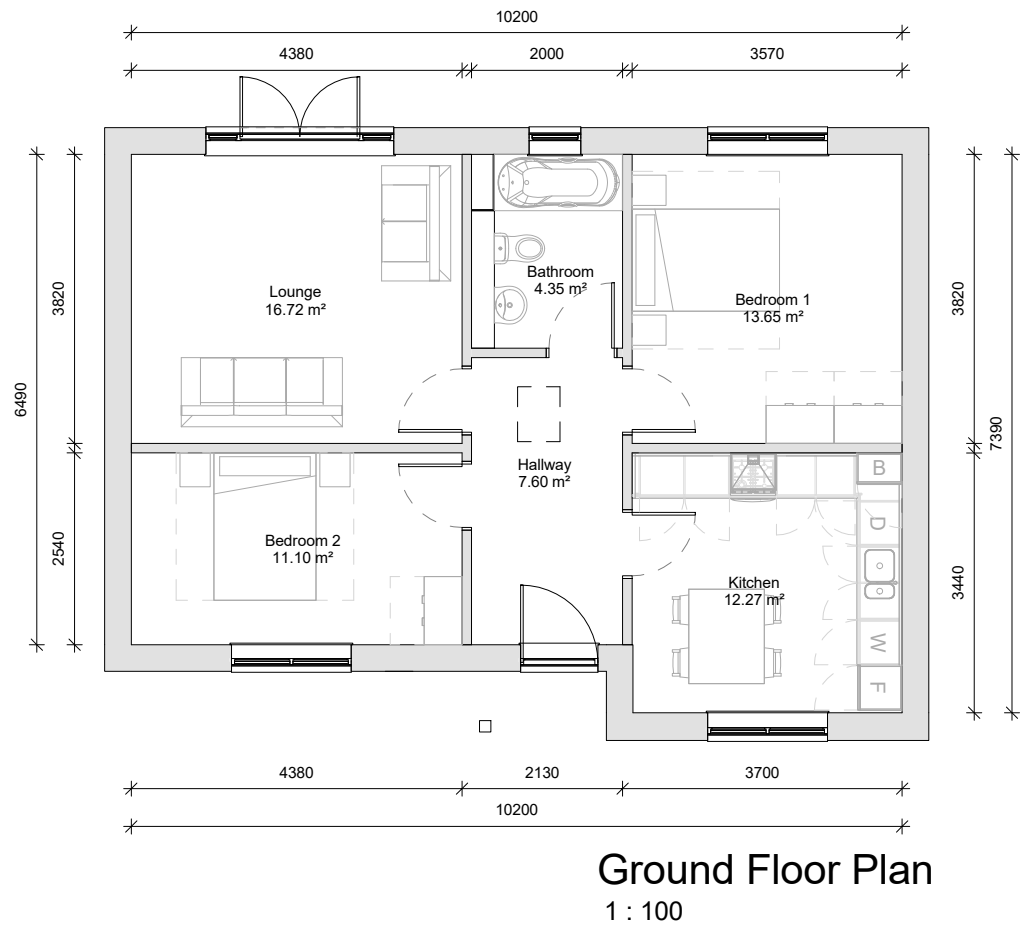 10200
4380
2000
3570
Lounge
16.72 m²
Bathroom
4.35 m²
Bedroom 1
13.65 m²
3820
3820
6490
7390
Hallway
7.60 m²
B
D
Bedroom 2
11.10 m²
2540
Kitchen
12.27 m²
3440
W
F
4380
2130
3700
10200
Ground Floor Plan
1 : 100